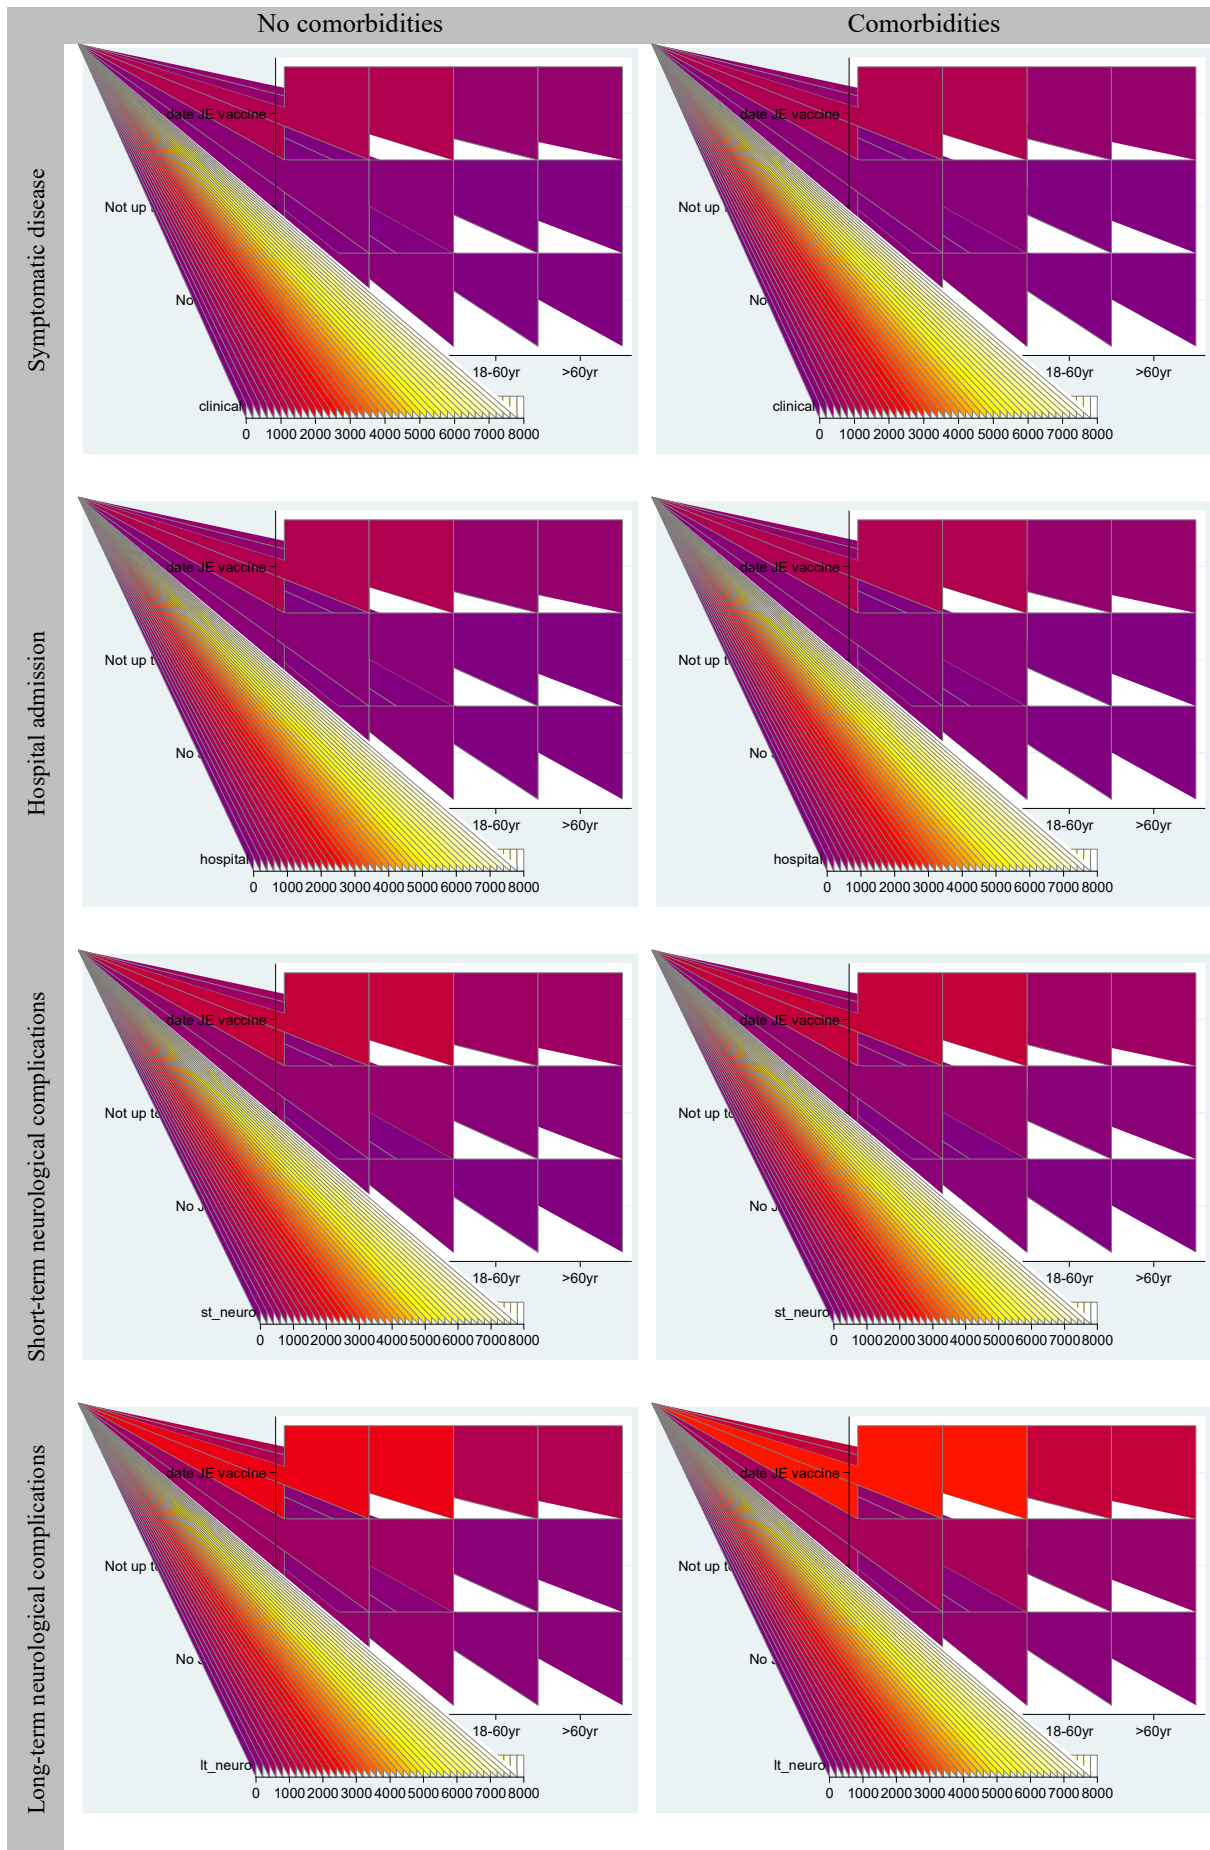 No comorbidities
Comorbidities
Symptomatic disease
date JE vaccine
Not up t
No
18-60yr
>60yr
clinical
0 1000 2000 3000 4000 5000 6000 7000 8000
date JE vaccine
Not up t
No
18-60yr
>60yr
clinical
0 1000 2000 3000 4000 5000 6000 7000 8000
Hospital admission
date JE vaccine
Not up t
No
18-60yr
>60yr
hospital
0 1000 2000 3000 4000 5000 6000 7000 8000
date JE vaccine
Not up t
No
18-60yr
>60yr
hospital
0 1000 2000 3000 4000 5000 6000 7000 8000
Short-term neurological complications
date JE vaccine
Not up to
No J
18-60yr
>60yr
st_neuro
0 1000 2000 3000 4000 5000 6000 7000 8000
date JE vaccine
Not up to
No J
18-60yr
>60yr
st_neuro
0 1000 2000 3000 4000 5000 6000 7000 8000
Long-term neurological complications
date JE vaccine
Not up to
No
18-60yr
>60yr
lt_neuro
0 1000 2000 3000 4000 5000 6000 7000 8000
date JE vaccine
Not up to
No
18-60yr
>60yr
lt_neuro
0 1000 2000 3000 4000 5000 6000 7000 8000